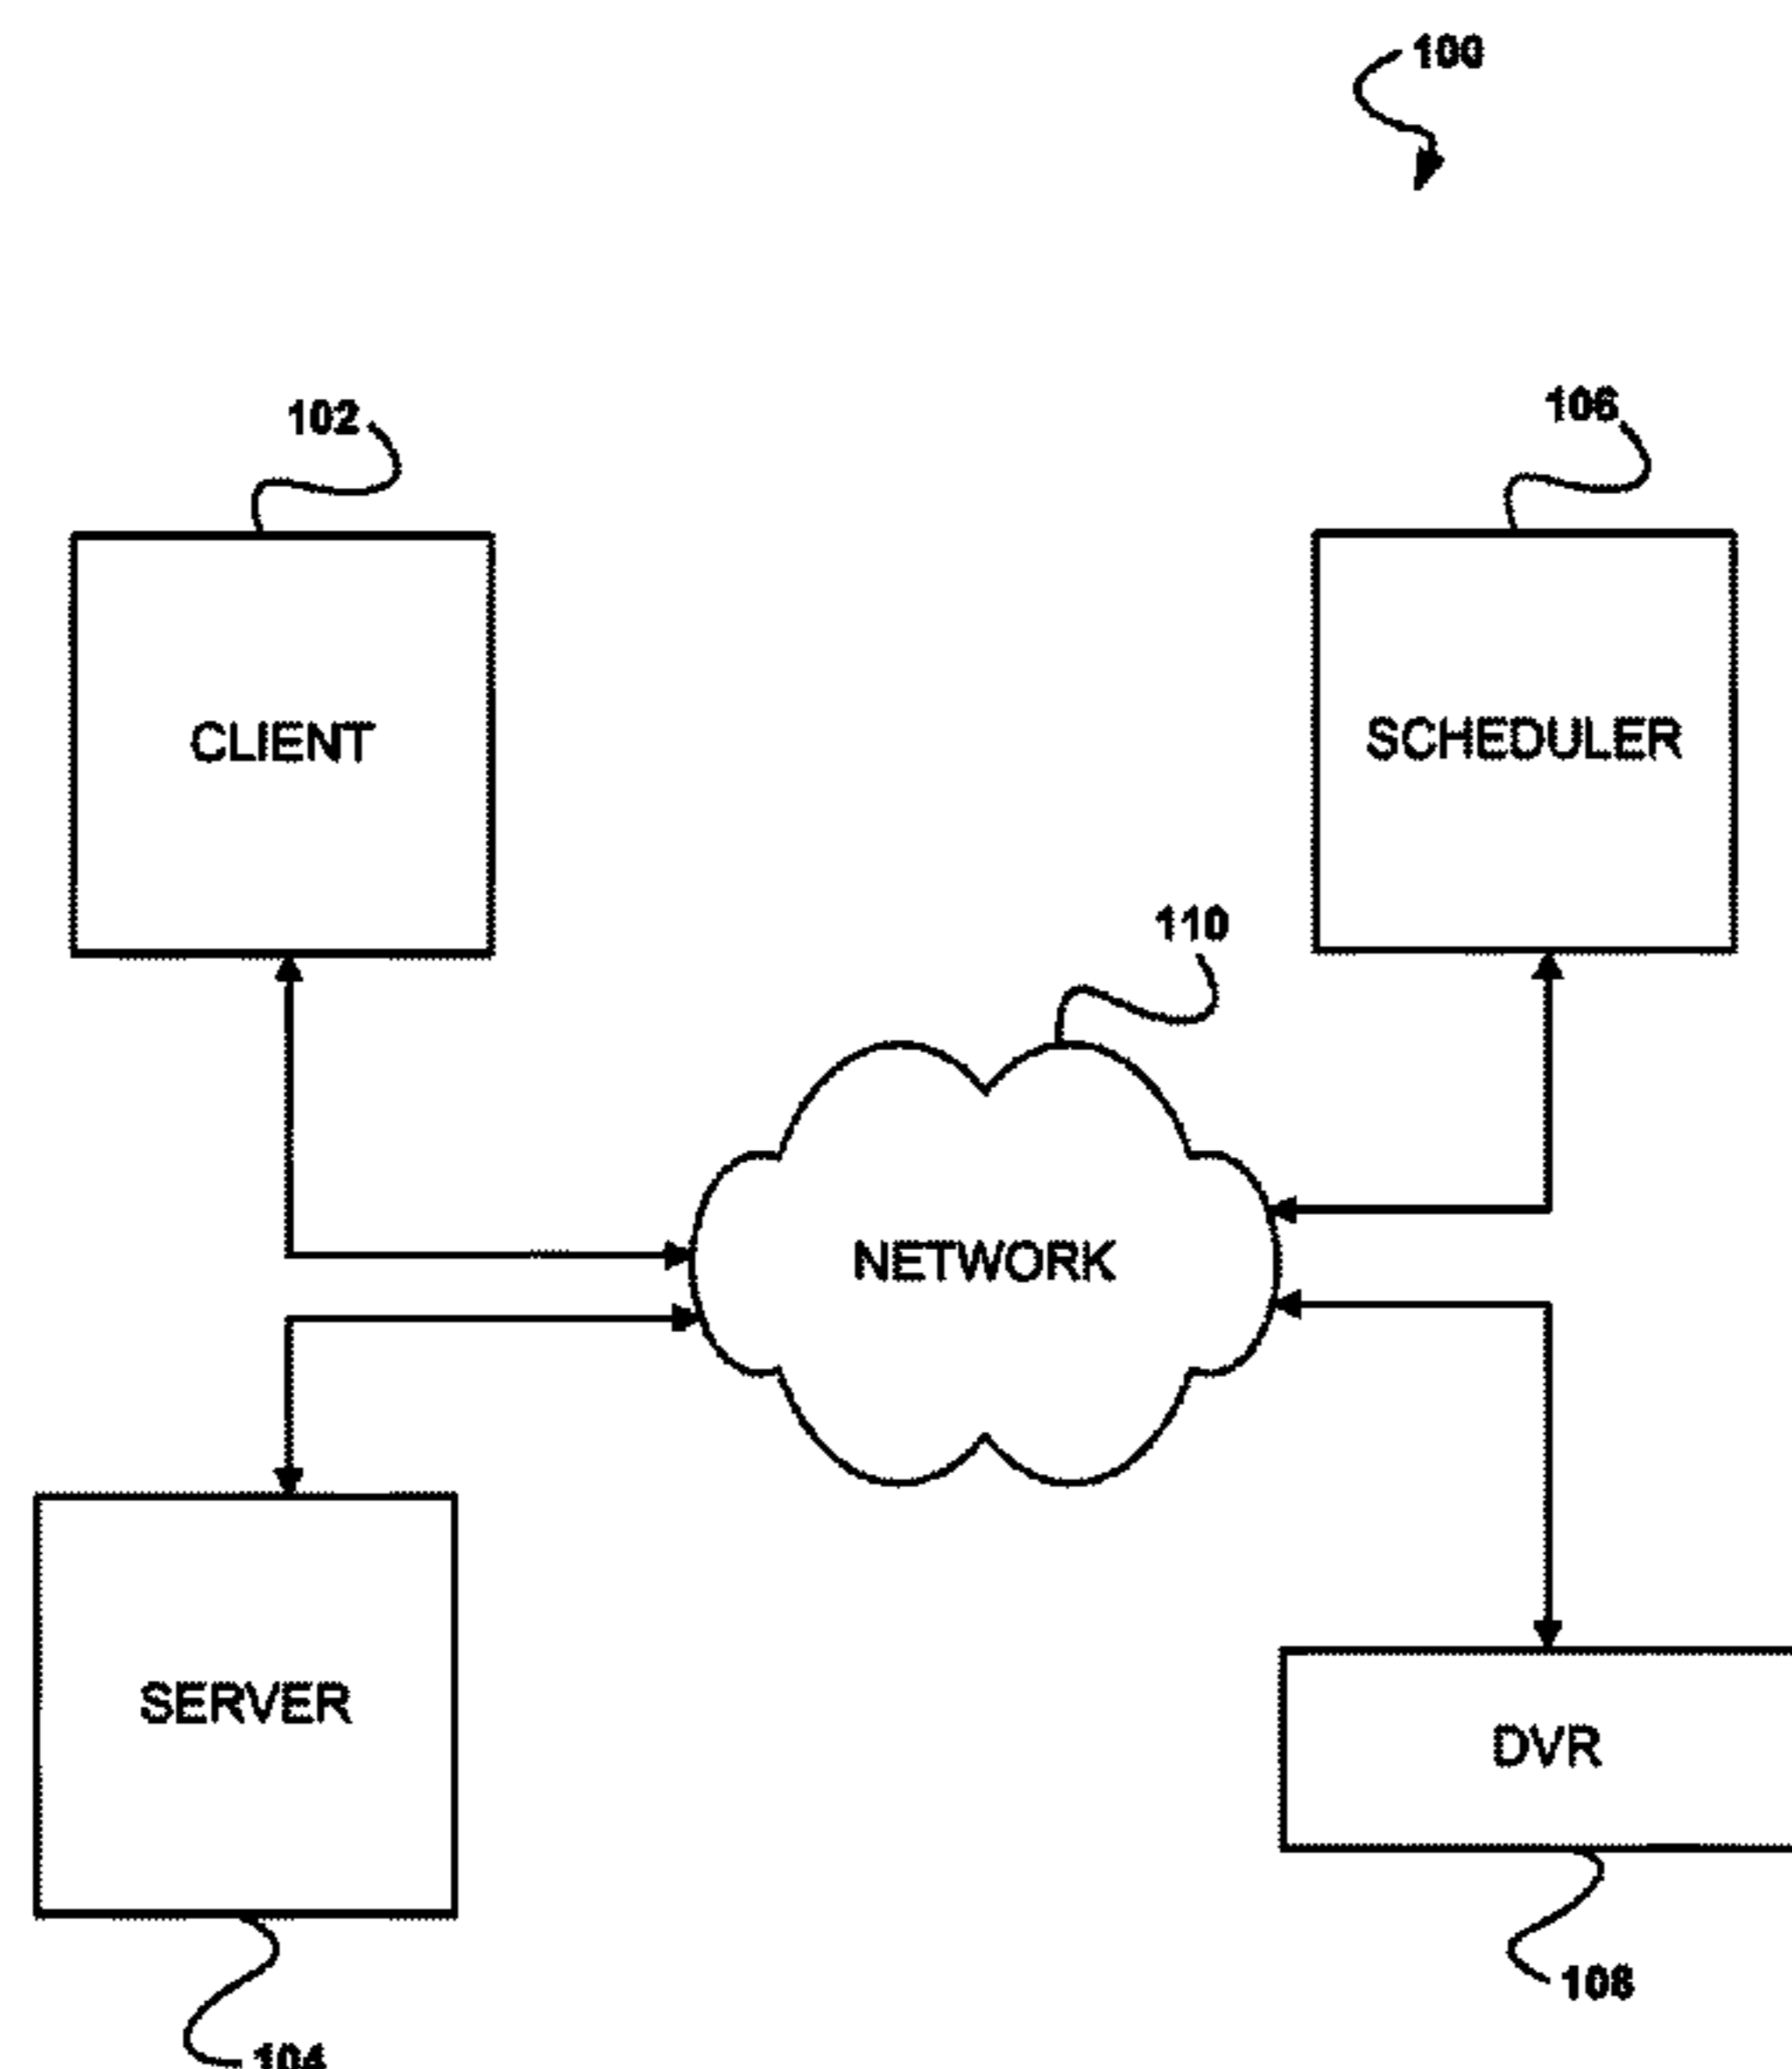 100
102
106
CLIENT
SCHEDULER
110
NETWORK
SERVER
DVR
108
104